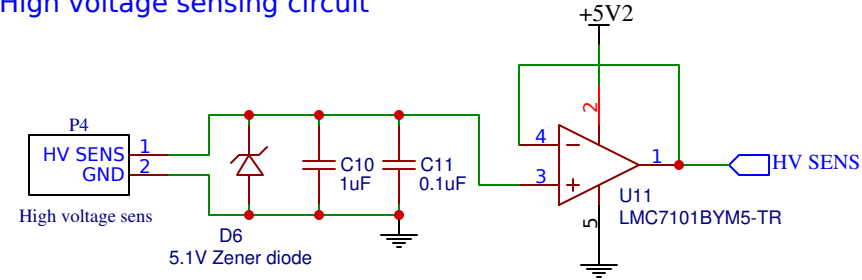 High voltage sensing circuit
+5V2
P4
HV SENS 1
GND 2
High voltage sens
D6
5.1V Zener diode
C10
1uF
C11
0.1uF
2
4
3
1
5
U11
LMC7101BYM5-TR
HV SENS